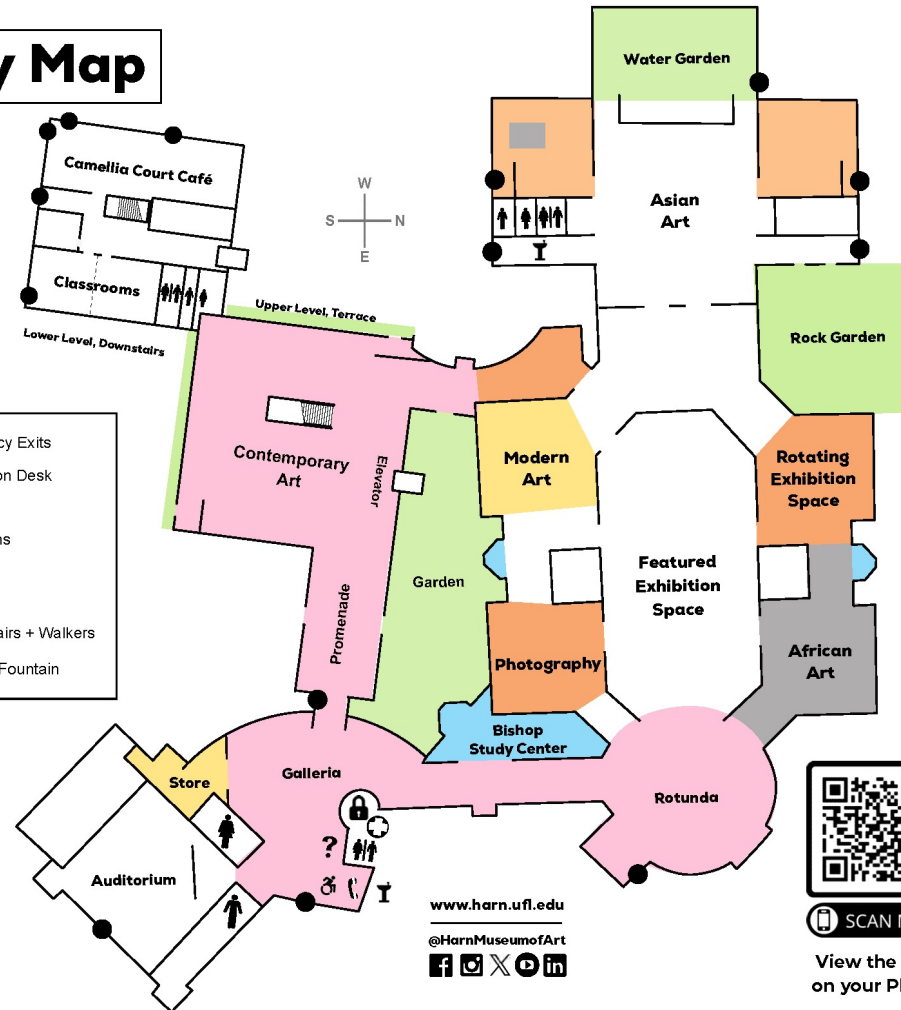 y Map
Water Garden
Camellia Court Café
W
S
N
E
Asian
Art
Classrooms
Upper Level, Terrace
Lower Level, Downstairs
Rock Garden
cy Exits
on Desk
ns
airs + Walkers
Fountain
Contemporary
Art
Elevator
Modern
Art
Rotating
Exhibition
Space
Featured
Exhibition
Space
Garden
Promenade
Photography
African
Art
Bishop
Study Center
Store
Galleria
Rotunda
?
Auditorium
www.harn.ufl.edu
@HarnMuseumofArt
SCAN
View the
on your P